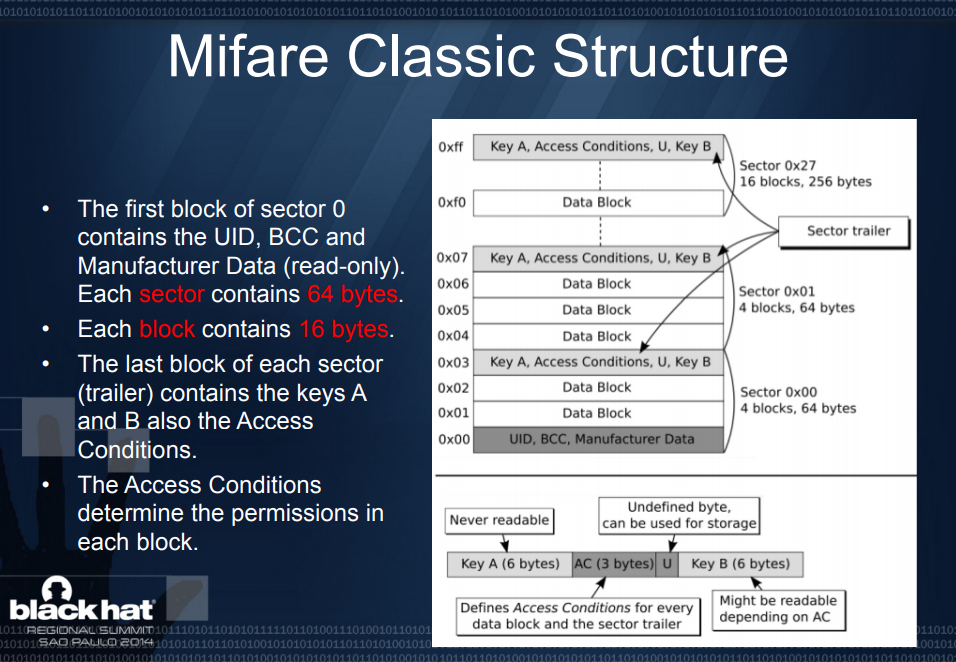 Mifare Classic Structure
• The first block of sector 0
contains the UID, BCC and
Manufacturer Data (read-only).
Each sector contains 64 bytes.
• Each block contains 16 bytes.
• The last block of each sector
(trailer) contains the keys A
and B also the Access
Conditions.
• The Access Conditions
determine the permissions in
each block.
0xff Key A, Access Conditions, U, Key B
Sector 0x27
16 blocks, 256 bytes
0xf0 Data Block
Sector trailer
0x07 Key A, Access Conditions, U, Key B
0x06 Data Block
0x05 Data Block
0x04 Data Block
Sector 0x01
4 blocks, 64 bytes
0x03 Key A, Access Conditions, U, Key B
0x02 Data Block
0x01 Data Block
0x00 UID, BCC, Manufacturer Data
Sector 0x00
4 blocks, 64 bytes
Never readable
Undefined byte,
can be used for storage
Key A (6 bytes) AC (3 bytes) U Key B (6 bytes)
Defines Access Conditions for every
data block and the sector trailer
Might be readable
depending on AC
black hat
REGIONAL SUMMIT
SAO PAULO 2014